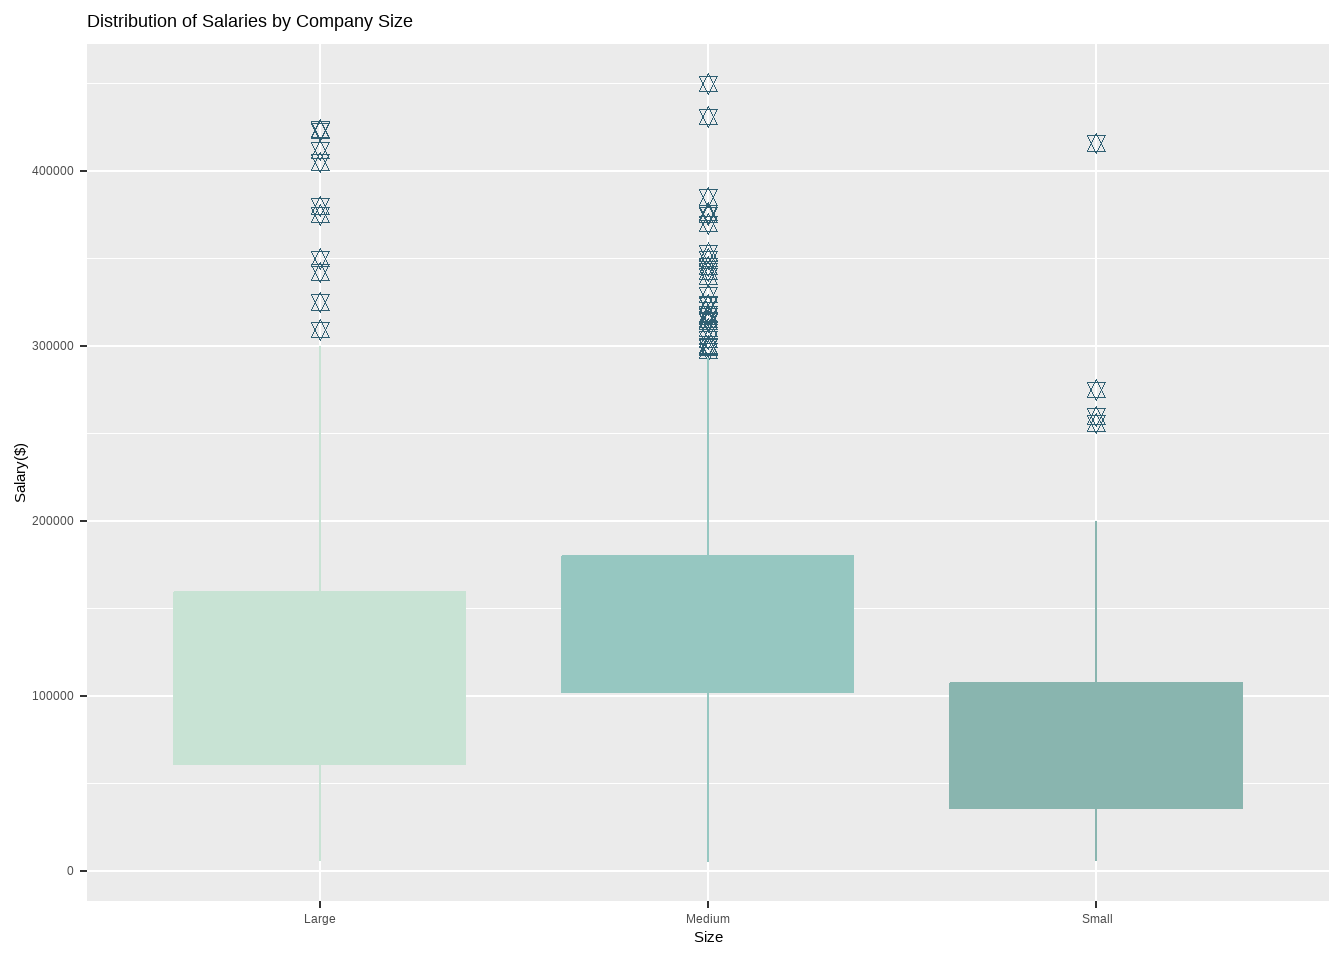 Distribution of Salaries by Company Size
400000
300000
200000
100000
0
Salary($)
Large
Medium
Small
Size